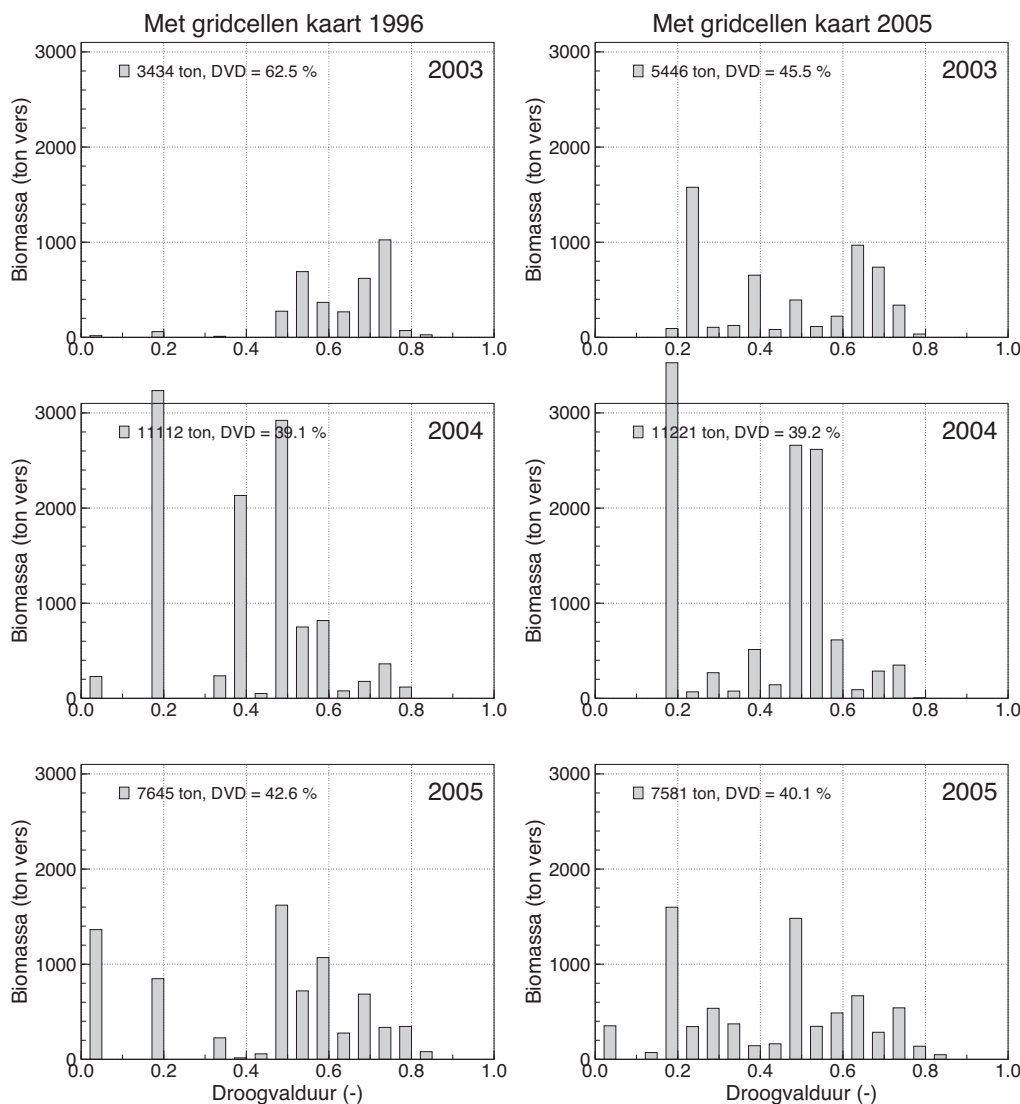 Met gridcellen kaart 1996
Met gridcellen kaart 2005
Biomassa (ton vers)
3000
2000
1000
0
3434 ton, DVD = 62.5 %
2003
0.0 0.2 0.4 0.6 0.8 1.0
Biomassa (ton vers)
3000
2000
1000
0
5446 ton, DVD = 45.5 %
2003
0.0 0.2 0.4 0.6 0.8 1.0
Biomassa (ton vers)
3000
2000
1000
0
11112 ton, DVD = 39.1 %
2004
0.0 0.2 0.4 0.6 0.8 1.0
Biomassa (ton vers)
3000
2000
1000
0
11221 ton, DVD = 39.2 %
2004
0.0 0.2 0.4 0.6 0.8 1.0
Biomassa (ton vers)
3000
2000
1000
0
7645 ton, DVD = 42.6 %
2005
0.0 0.2 0.4 0.6 0.8 1.0
Droogvalduur (-)
Biomassa (ton vers)
3000
2000
1000
0
7581 ton, DVD = 40.1 %
2005
0.0 0.2 0.4 0.6 0.8 1.0
Droogvalduur (-)